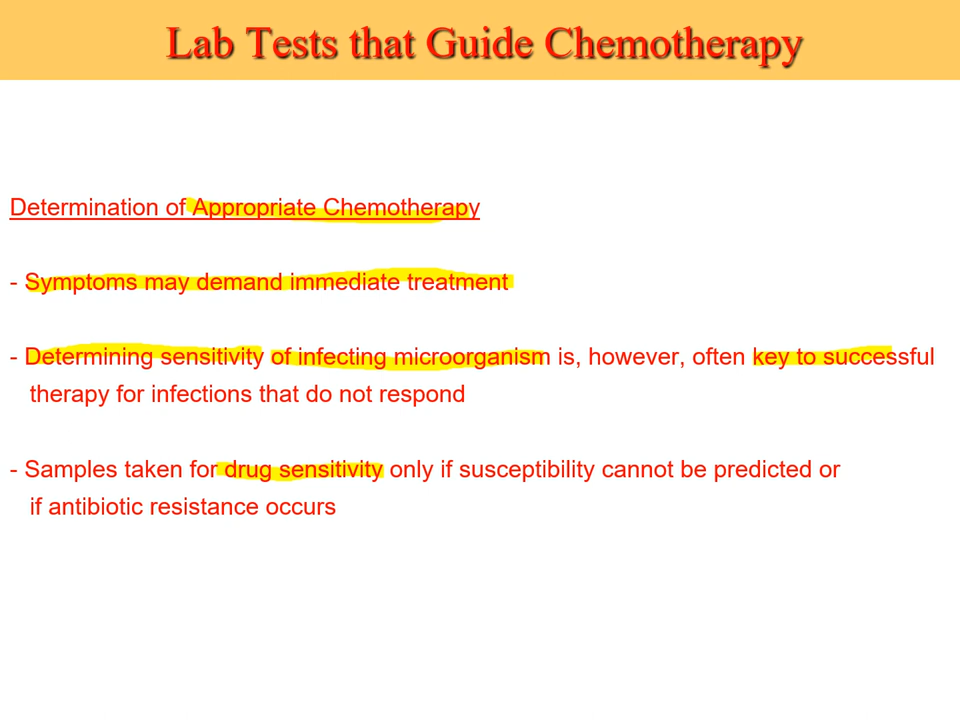 Lab Tests that Guide Chemotherapy
Determination of Appropriate Chemotherapy
- Symptoms may demand immediate treatment
- Determining sensitivity of infecting microorganism is, however, often key to successful
therapy for infections that do not respond
- Samples taken for drug sensitivity only if susceptibility cannot be predicted or
if antibiotic resistance occurs